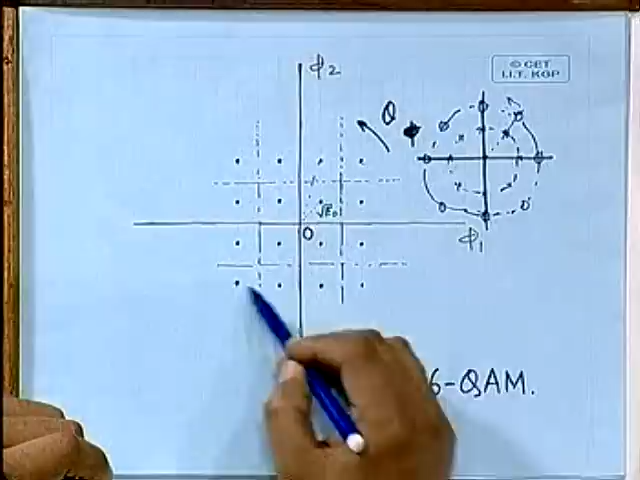 ϕ2
© CET
I.I.T. KGP
√E0
0
ϕ1
6-QAM.